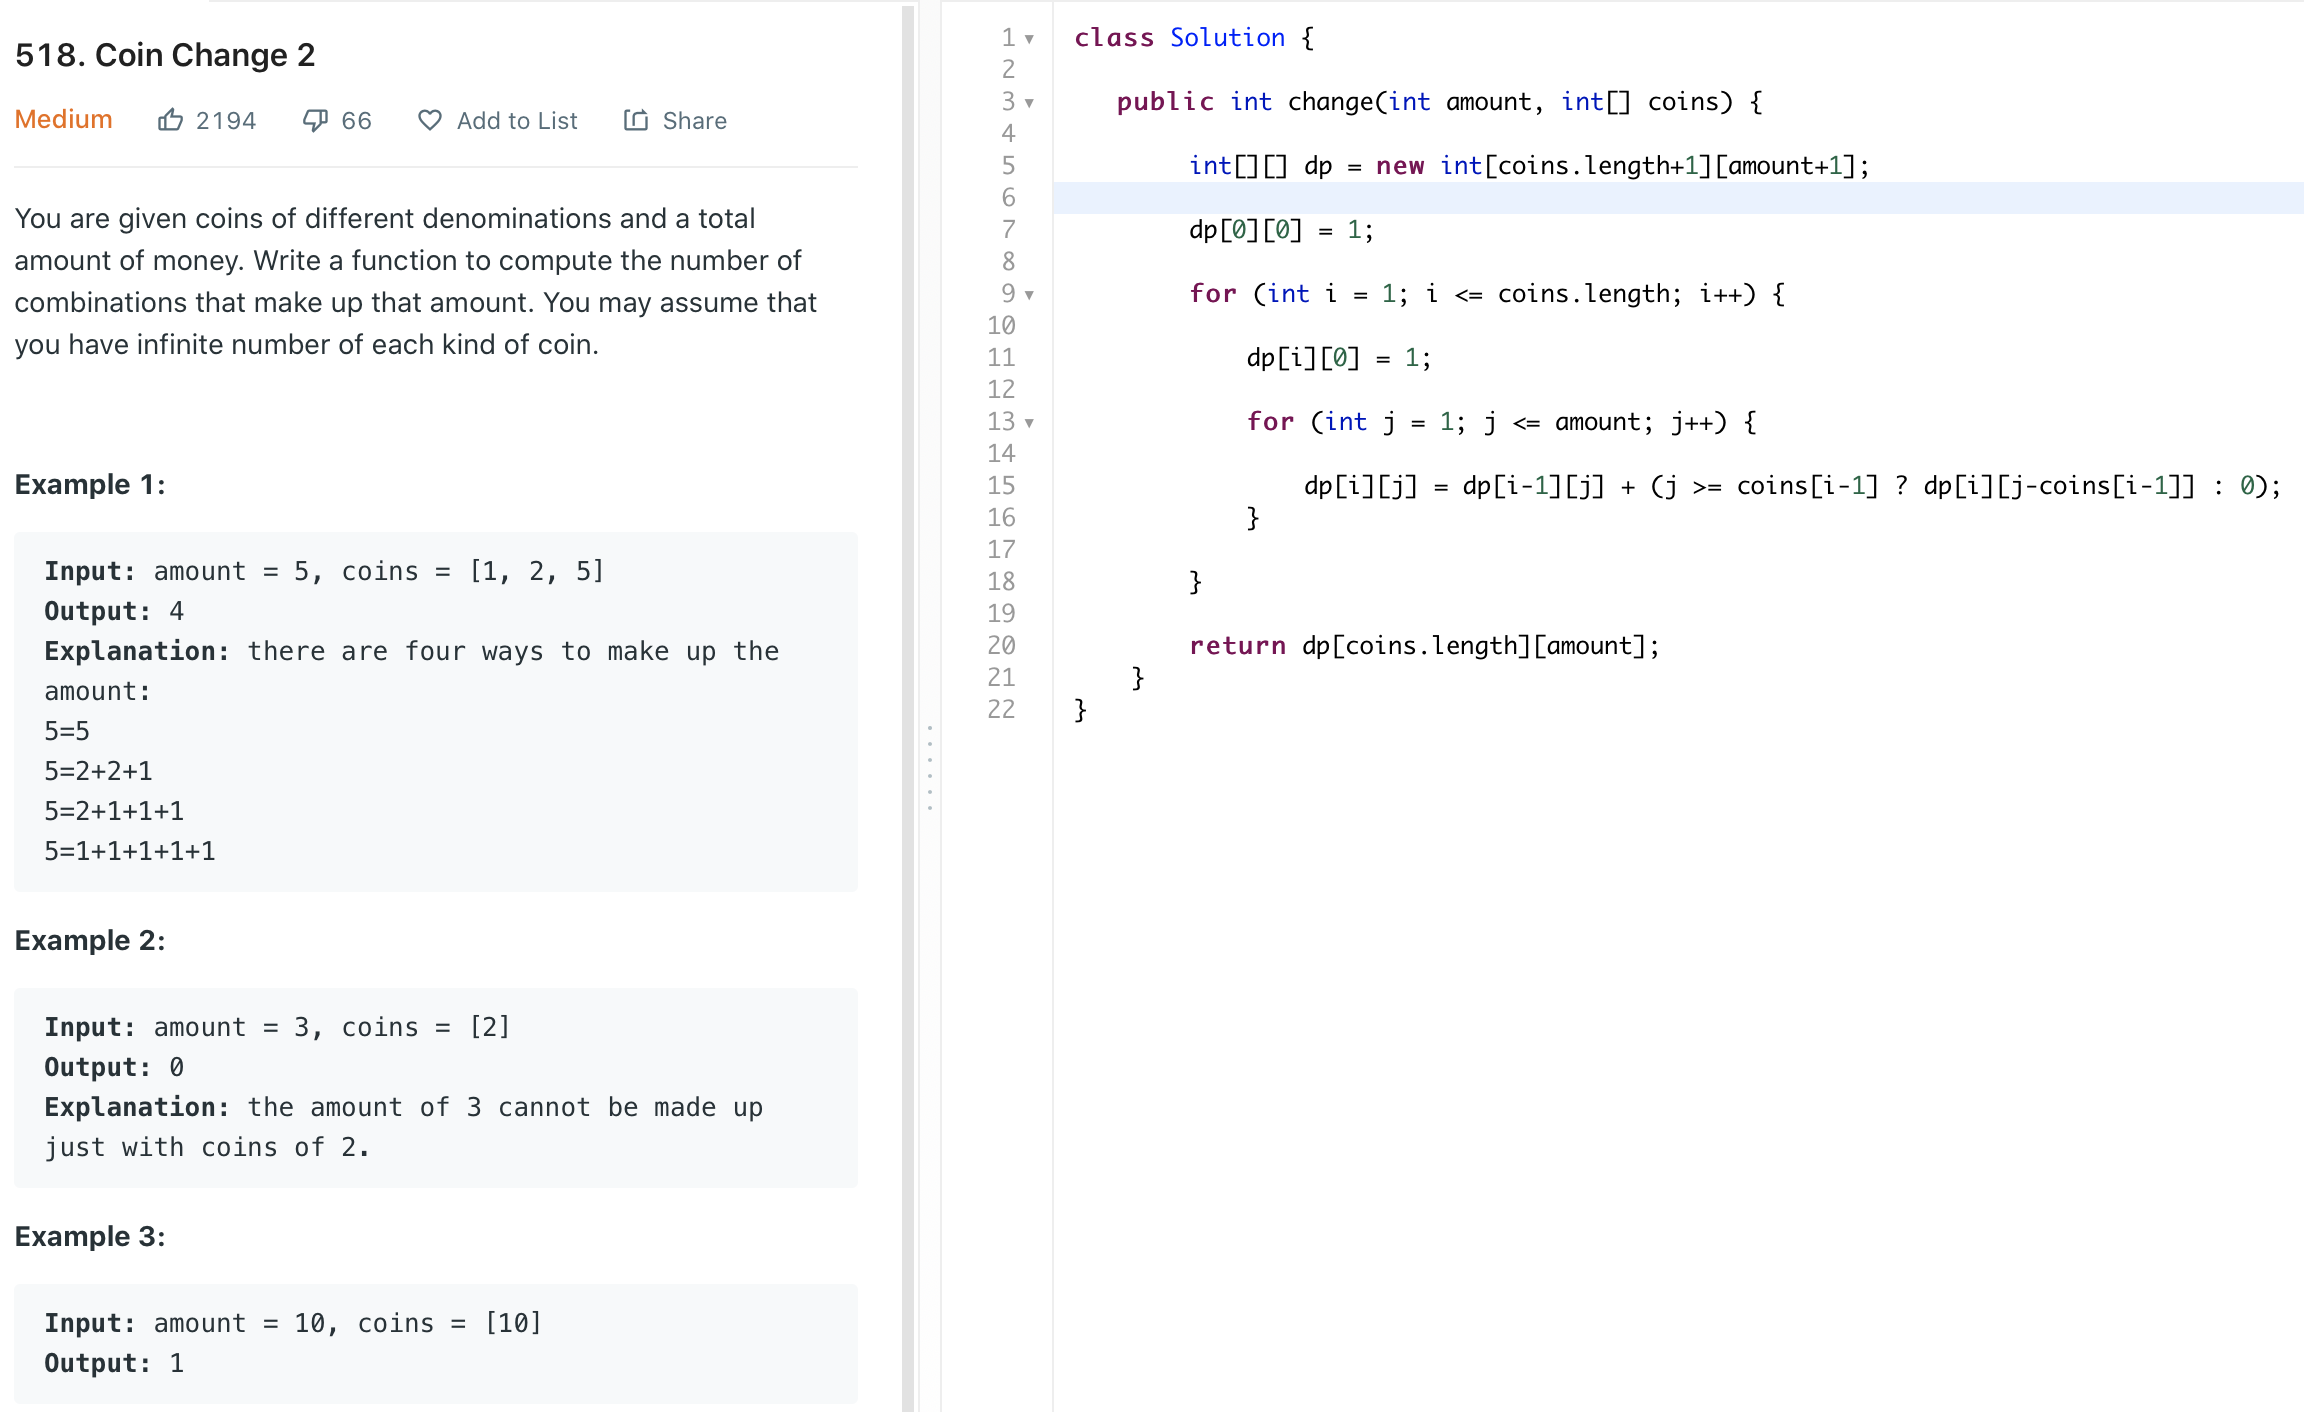 518. Coin Change 2
Medium 2194 66 Add to List Share
You are given coins of different denominations and a total
amount of money. Write a function to compute the number of
combinations that make up that amount. You may assume that
you have infinite number of each kind of coin.
Example 1:
Input: amount = 5, coins = [1, 2, 5]
Output: 4
Explanation: there are four ways to make up the
amount:
5=5
5=2+2+1
5=2+1+1+1
5=1+1+1+1+1
Example 2:
Input: amount = 3, coins = [2]
Output: 0
Explanation: the amount of 3 cannot be made up
just with coins of 2.
Example 3:
Input: amount = 10, coins = [10]
Output: 1
1 class Solution {
2
3 public int change(int amount, int[] coins) {
4
5 int[][] dp = new int[coins.length+1][amount+1];
6
7 dp[0][0] = 1;
8
9 for (int i = 1; i <= coins.length; i++) {
10
11 dp[i][0] = 1;
12
13 for (int j = 1; j <= amount; j++) {
14
15 dp[i][j] = dp[i-1][j] + (j >= coins[i-1] ? dp[i][j-coins[i-1]] : 0);
16 }
17
18 }
19
20 return dp[coins.length][amount];
21 }
22 }